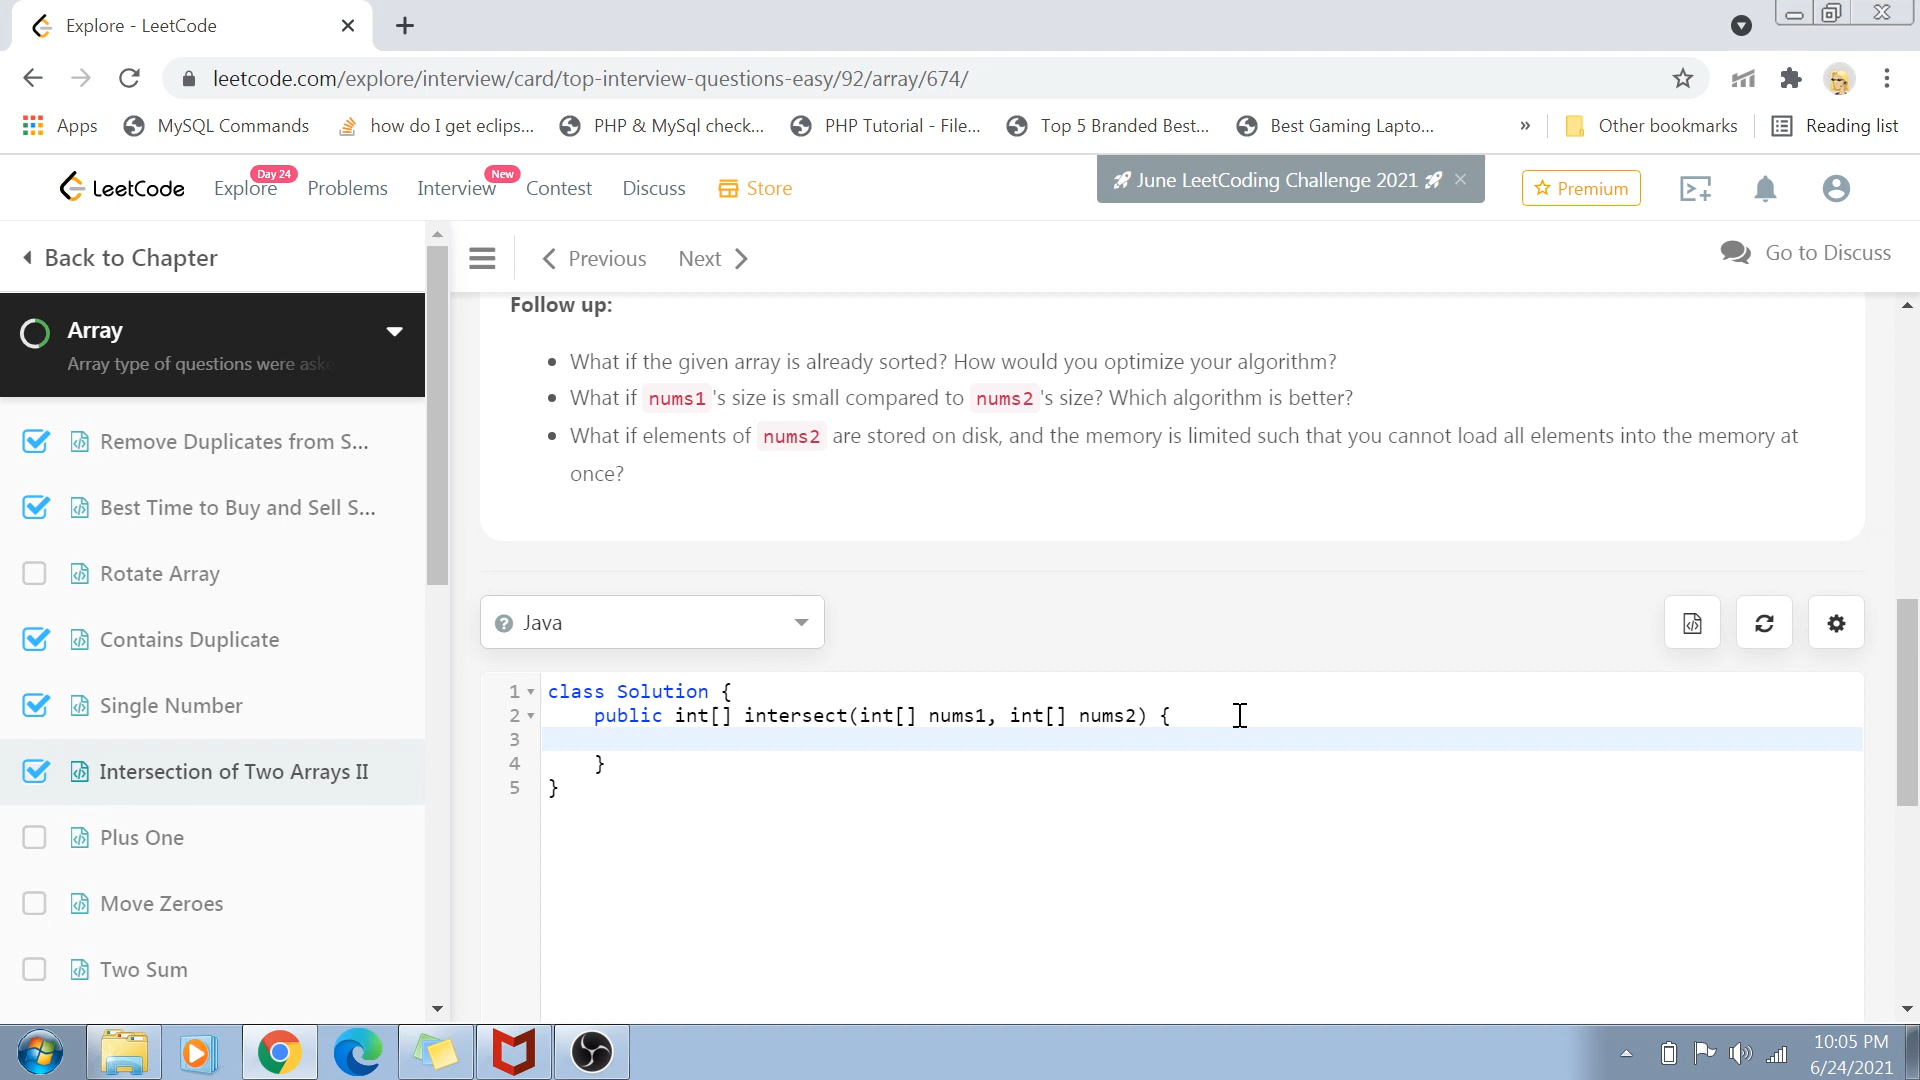 Explore - LeetCode
leetcode.com/explore/interview/card/top-interview-questions-easy/92/array/674/
Apps MySQL Commands how do I get eclips... PHP & MySql check... PHP Tutorial - File... Top 5 Branded Best... Best Gaming Lapto... » Other bookmarks Reading list
LeetCode Explore Day 24 Problems Interview New Contest Discuss Store June LeetCoding Challenge 2021 Premium
Back to Chapter
Previous Next Go to Discuss
Array
Array type of questions were aske
Remove Duplicates from S...
Best Time to Buy and Sell S...
Rotate Array
Contains Duplicate
Single Number
Intersection of Two Arrays II
Plus One
Move Zeroes
Two Sum
Follow up:
• What if the given array is already sorted? How would you optimize your algorithm?
• What if nums1's size is small compared to nums2's size? Which algorithm is better?
• What if elements of nums2 are stored on disk, and the memory is limited such that you cannot load all elements into the memory at
once?
Java
1 class Solution {
2 public int[] intersect(int[] nums1, int[] nums2) {
3
4 }
5 }
10:05 PM
6/24/2021